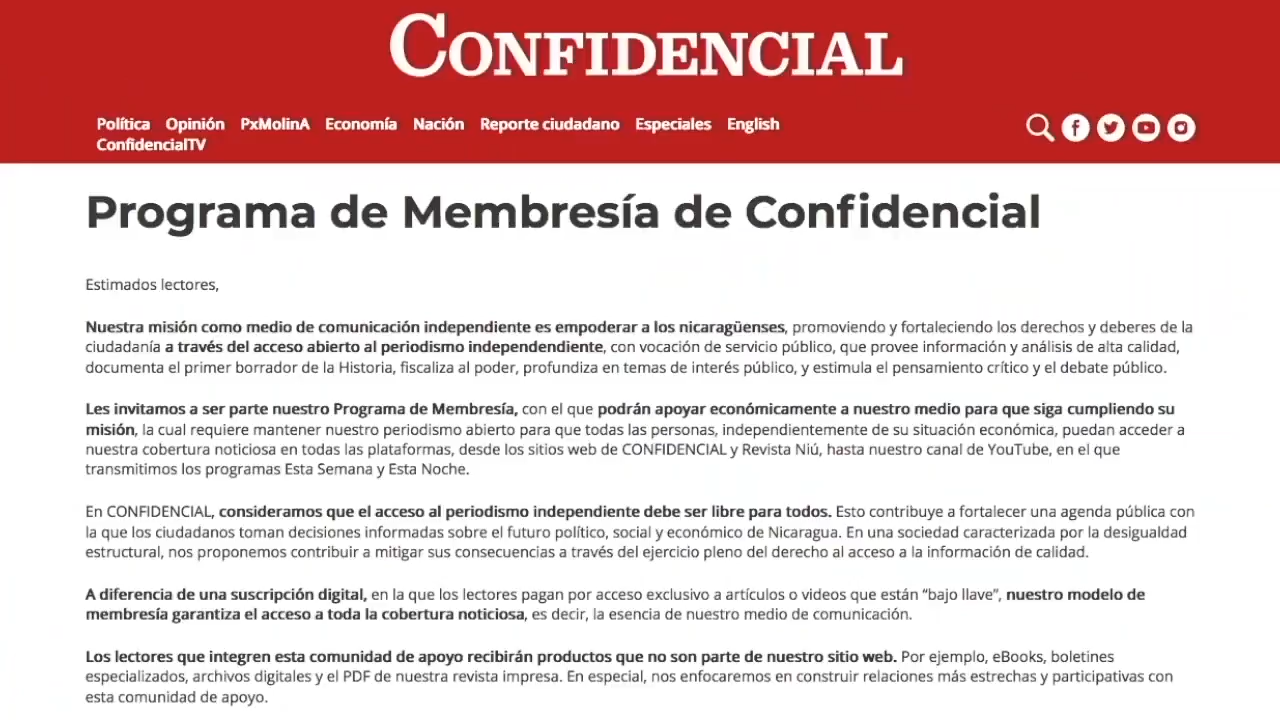 CONFIDENCIAL
Política Opinión PxMolinA Economía Nación Reporte ciudadano Especiales English
ConfidencialTV
Programa de Membresía de Confidencial
Estimados lectores,
Nuestra misión como medio de comunicación independiente es empoderar a los nicaragüenses, promoviendo y fortaleciendo los derechos y deberes de la
ciudadanía a través del acceso abierto al periodismo independendiente, con vocación de servicio público, que provee información y análisis de alta calidad,
documenta el primer borrador de la Historia, fiscaliza al poder, profundiza en temas de interés público, y estimula el pensamiento crítico y el debate público.
Les invitamos a ser parte nuestro Programa de Membresía, con el que podrán apoyar económicamente a nuestro medio para que siga cumpliendo su
misión, la cual requiere mantener nuestro periodismo abierto para que todas las personas, independientemente de su situación económica, puedan acceder a
nuestra cobertura noticiosa en todas las plataformas, desde los sitios web de CONFIDENCIAL y Revista Niú, hasta nuestro canal de YouTube, en el que
transmitimos los programas Esta Semana y Esta Noche.
En CONFIDENCIAL, consideramos que el acceso al periodismo independiente debe ser libre para todos. Esto contribuye a fortalecer una agenda pública con
la que los ciudadanos toman decisiones informadas sobre el futuro político, social y económico de Nicaragua. En una sociedad caracterizada por la desigualdad
estructural, nos proponemos contribuir a mitigar sus consecuencias a través del ejercicio pleno del derecho al acceso a la información de calidad.
A diferencia de una suscripción digital, en la que los lectores pagan por acceso exclusivo a artículos o videos que están “bajo llave”, nuestro modelo de
membresía garantiza el acceso a toda la cobertura noticiosa, es decir, la esencia de nuestro medio de comunicación.
Los lectores que integren esta comunidad de apoyo recibirán productos que no son parte de nuestro sitio web. Por ejemplo, eBooks, boletines
especializados, archivos digitales y el PDF de nuestra revista impresa. En especial, nos enfocaremos en construir relaciones más estrechas y participativas con
esta comunidad de apoyo.